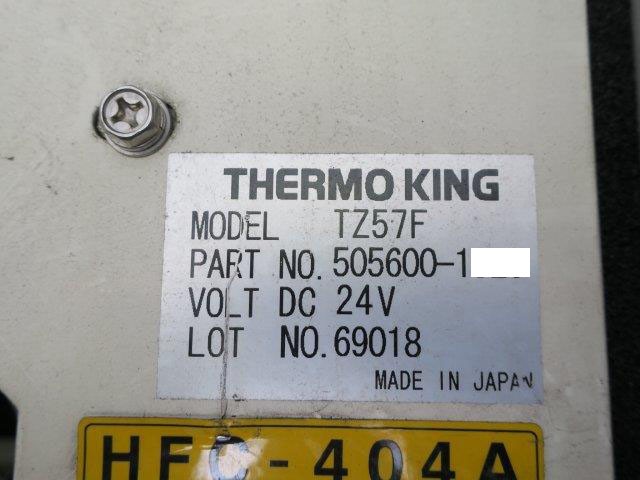 THERMO KING
MODEL TZ57F
PART NO. 505600-1
VOLT DC 24V
LOT NO. 69018
MADE IN JAPAN
HFC-404A